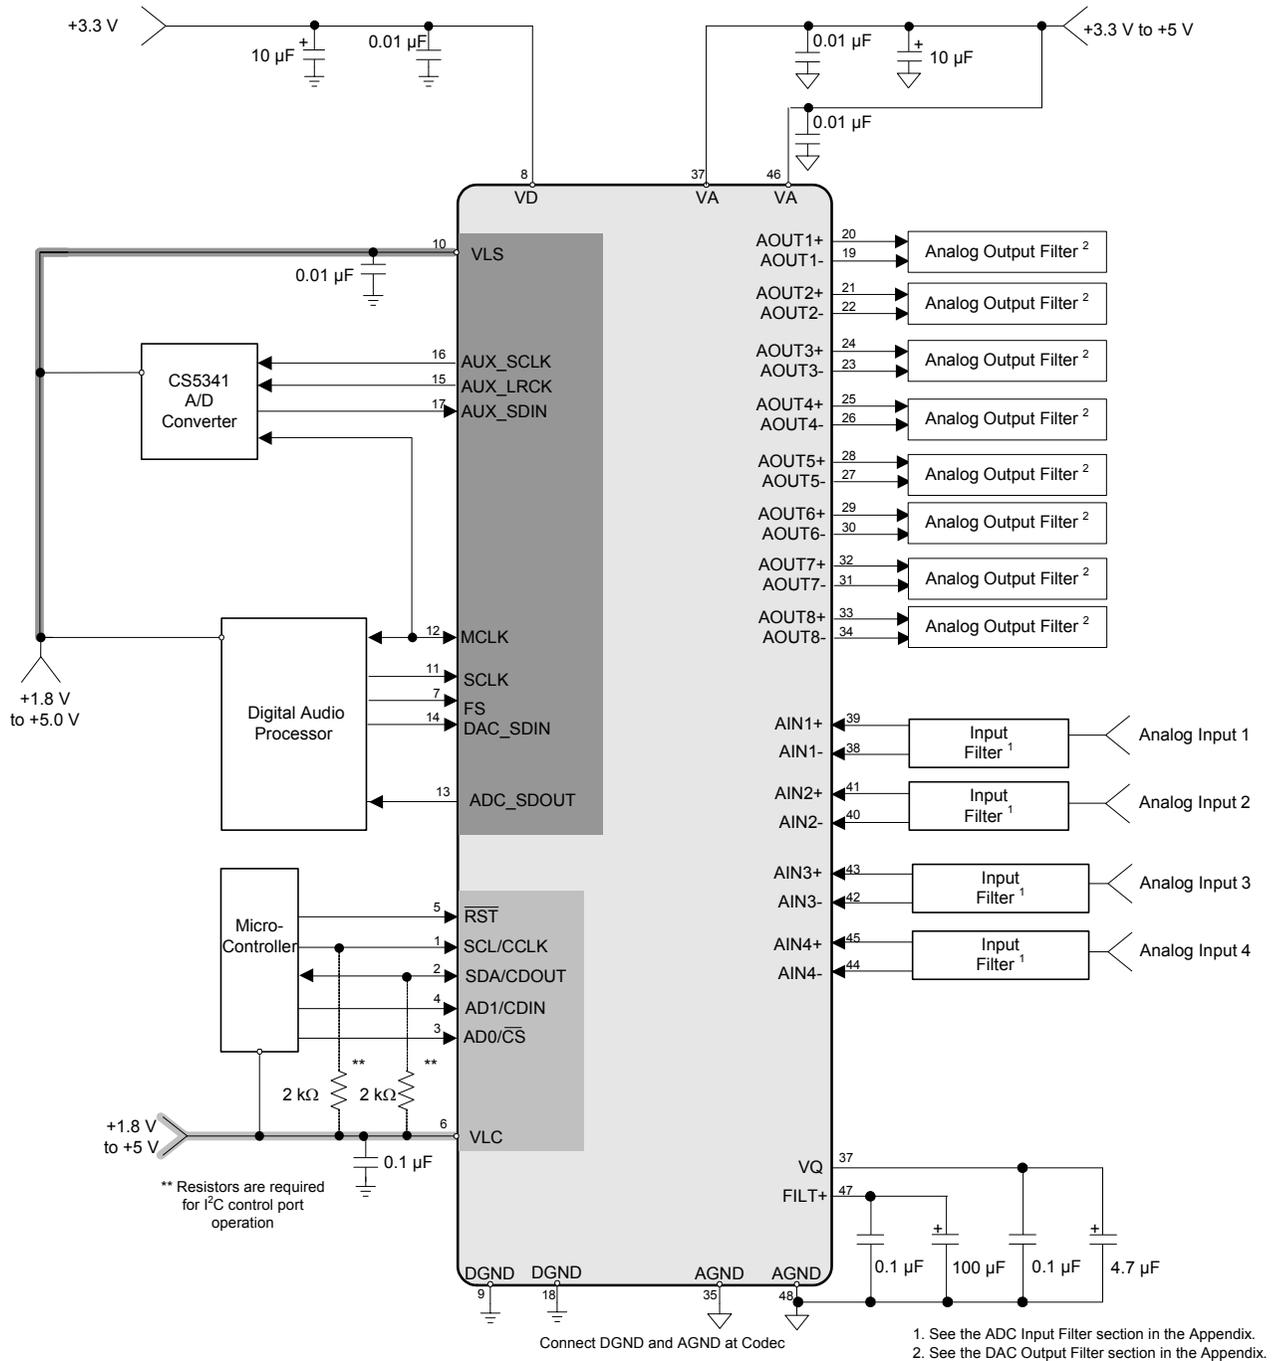 +3.3 V
10 µF
+
0.01 µF
0.01 µF
+
10 µF
+3.3 V to +5 V
0.01 µF
8
VD
37
VA
46
VA
10
VLS
0.01 µF
CS5341
A/D
Converter
16
AUX_SCLK
15
AUX_LRCK
17
AUX_SDIN
+1.8 V
to +5.0 V
Digital Audio
Processor
12
MCLK
11
SCLK
7
FS
14
DAC_SDIN
13
ADC_SDOUT
Micro-
Controller
5
RST
1
SCL/CCLK
2
SDA/CDOUT
4
AD1/CDIN
3
AD0/CS
**
**
2 kΩ
2 kΩ
+1.8 V
to +5 V
6
VLC
0.1 µF
** Resistors are required
for I²C control port
operation
AOUT1+
20
AOUT1-
19
Analog Output Filter ²
AOUT2+
21
AOUT2-
22
Analog Output Filter ²
AOUT3+
24
AOUT3-
23
Analog Output Filter ²
AOUT4+
25
AOUT4-
26
Analog Output Filter ²
AOUT5+
28
AOUT5-
27
Analog Output Filter ²
AOUT6+
29
AOUT6-
30
Analog Output Filter ²
AOUT7+
32
AOUT7-
31
Analog Output Filter ²
AOUT8+
33
AOUT8-
34
Analog Output Filter ²
AIN1+
39
AIN1-
38
Input
Filter ¹
Analog Input 1
AIN2+
41
AIN2-
40
Input
Filter ¹
Analog Input 2
AIN3+
43
AIN3-
42
Input
Filter ¹
Analog Input 3
AIN4+
45
AIN4-
44
Input
Filter ¹
Analog Input 4
VQ
37
FILT+
47
0.1 µF
+
100 µF
0.1 µF
+
4.7 µF
DGND
9
DGND
18
AGND
35
AGND
48
Connect DGND and AGND at Codec
1. See the ADC Input Filter section in the Appendix.
2. See the DAC Output Filter section in the Appendix.